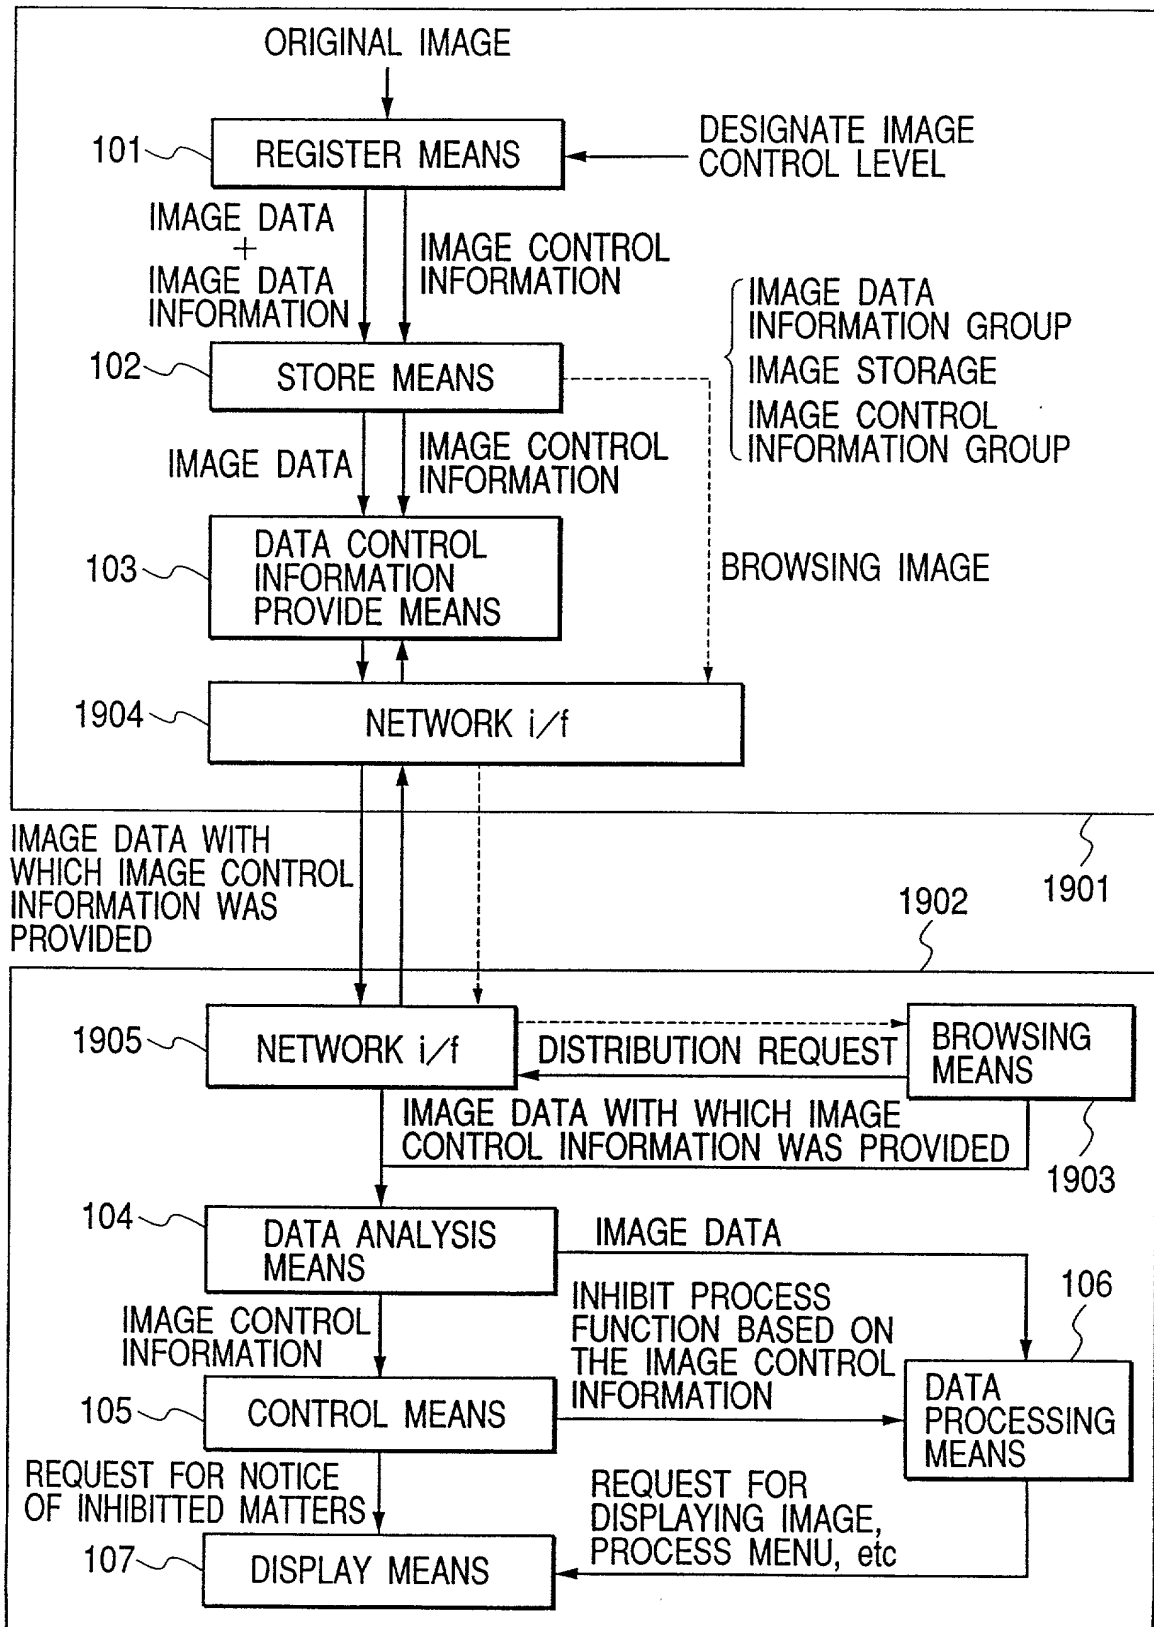 ORIGINAL IMAGE
101
REGISTER MEANS
DESIGNATE IMAGE
CONTROL LEVEL
IMAGE DATA
+
IMAGE DATA
INFORMATION
IMAGE CONTROL
INFORMATION
IMAGE DATA
INFORMATION GROUP
IMAGE STORAGE
IMAGE CONTROL
INFORMATION GROUP
102
STORE MEANS
IMAGE DATA
IMAGE CONTROL
INFORMATION
103
DATA CONTROL
INFORMATION
PROVIDE MEANS
BROWSING IMAGE
1904
NETWORK i/f
IMAGE DATA WITH
WHICH IMAGE CONTROL
INFORMATION WAS
PROVIDED
1901
1902
1905
NETWORK i/f
DISTRIBUTION REQUEST
BROWSING
MEANS
IMAGE DATA WITH WHICH IMAGE
CONTROL INFORMATION WAS PROVIDED
1903
104
DATA ANALYSIS
MEANS
IMAGE DATA
IMAGE CONTROL
INFORMATION
INHIBIT PROCESS
FUNCTION BASED ON
THE IMAGE CONTROL
INFORMATION
106
105
CONTROL MEANS
DATA
PROCESSING
MEANS
REQUEST FOR NOTICE
OF INHIBITTED MATTERS
REQUEST FOR
DISPLAYING IMAGE,
PROCESS MENU, etc
107
DISPLAY MEANS